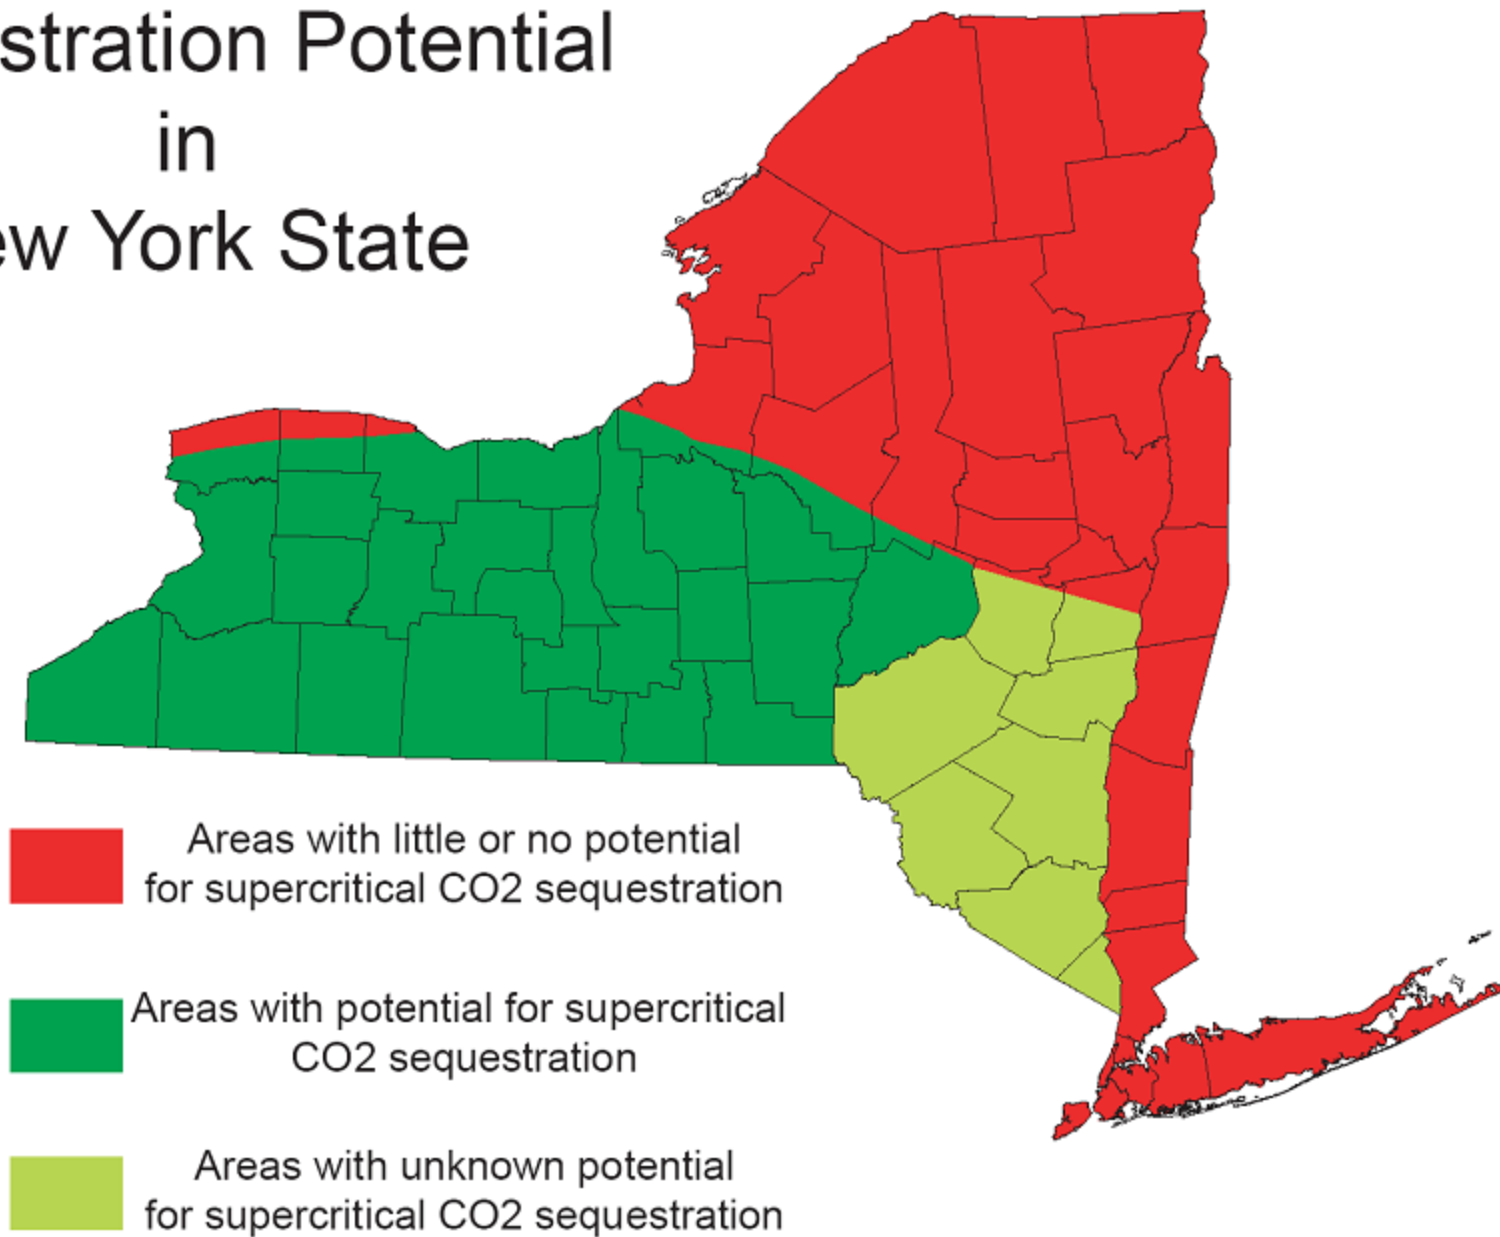 stration Potential
in
ew York State
Areas with little or no potential
for supercritical CO2 sequestration
Areas with potential for supercritical
CO2 sequestration
Areas with unknown potential
for supercritical CO2 sequestration